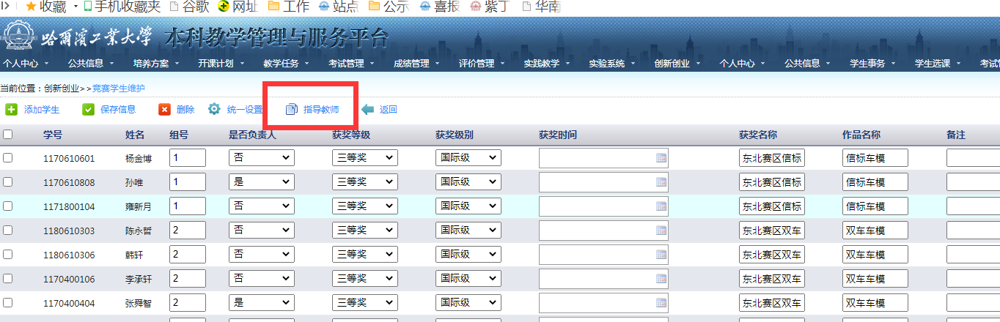 收藏 手机收藏夹 谷歌 网址 工作 站点 公示 喜报 紫丁 华南
哈爾濱工業大學 本科教学管理与服务平台
个人中心 公共信息 培养方案 开课计划 教学任务 考试管理 成绩管理 评价管理 实践教学 实验系统 创新创业 个人中心 公共信息 学生事务 学生选课 考试管
当前位置：创新创业>>竞赛学生维护
添加学生 保存信息 删除 统一设置 指导教师 返回
学号 姓名 组号 是否负责人 获奖等级 获奖级别 获奖时间 获奖名称 作品名称 备注
1170610601 杨金博 1 否 三等奖 国际级 东北赛区信标 信标车模
1170610808 孙唯 1 是 三等奖 国际级 东北赛区信标 信标车模
1171800104 雍新月 1 否 三等奖 国际级 东北赛区信标 信标车模
1180610303 陈永哲 2 否 三等奖 国际级 东北赛区双车 双车车模
1180610306 韩轩 2 否 三等奖 国际级 东北赛区双车 双车车模
1170400106 李承轩 2 否 三等奖 国际级 东北赛区双车 双车车模
1170400404 张舜智 2 是 三等奖 国际级 东北赛区双车 双车车模